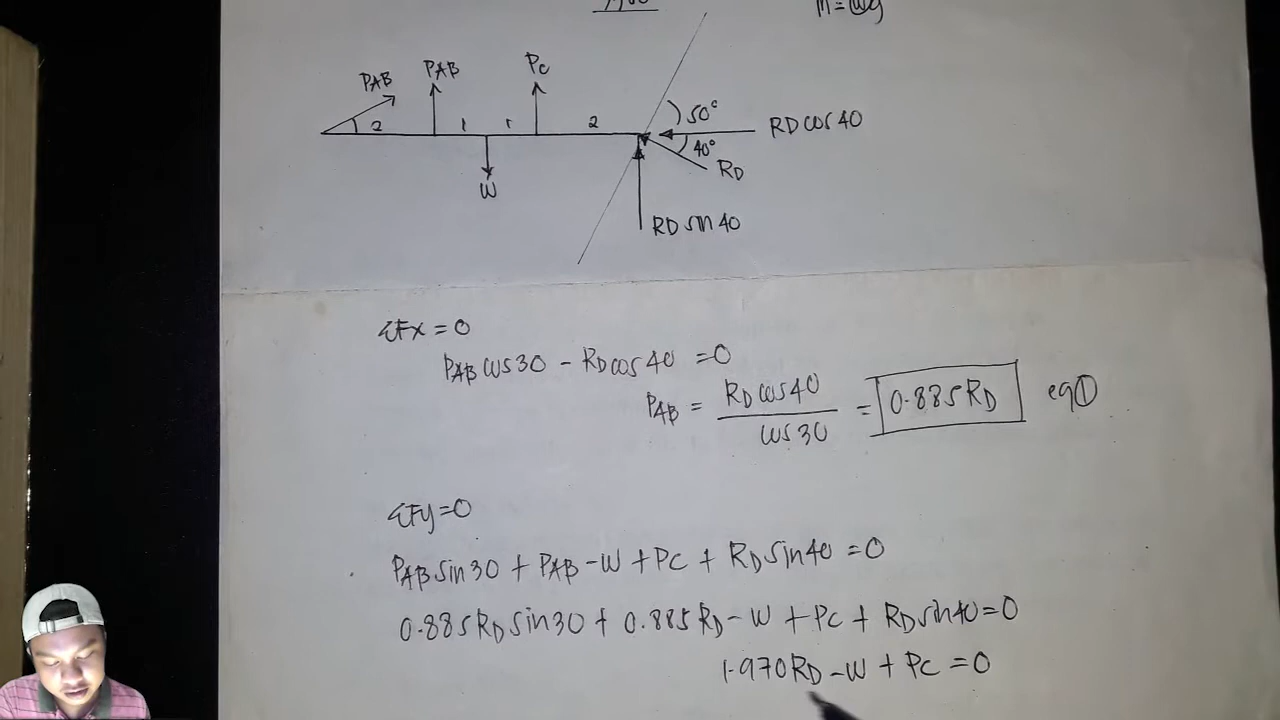 M = Wg
PAB PAB PC
2 1 1 2 50° RD cos 40
40°
RD
W
RD sin 40
ΣFx = 0
PAB cos 30 - RD cos 40 = 0
PAB = RD cos 40 / cos 30 = 0.885 RD eq ①
ΣFy = 0
PAB sin 30 + PAB - W + PC + RD sin 40 = 0
0.885 RD sin 30 + 0.885 RD - W + PC + RD sin 40 = 0
1.970 RD - W + PC = 0